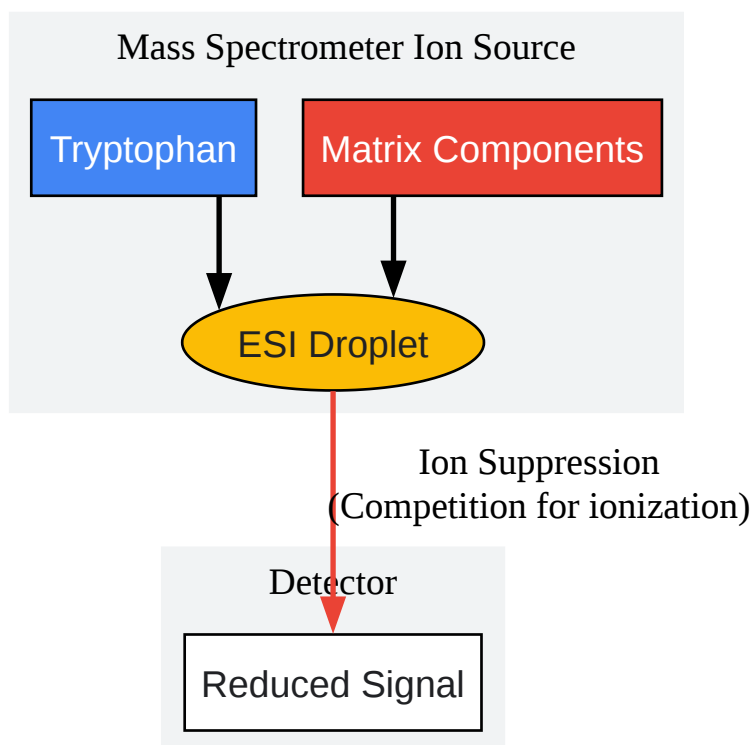 Mass Spectrometer Ion Source
Tryptophan
Matrix Components
ESI Droplet
Ion Suppression
(Competition for ionization)
Detector
Reduced Signal